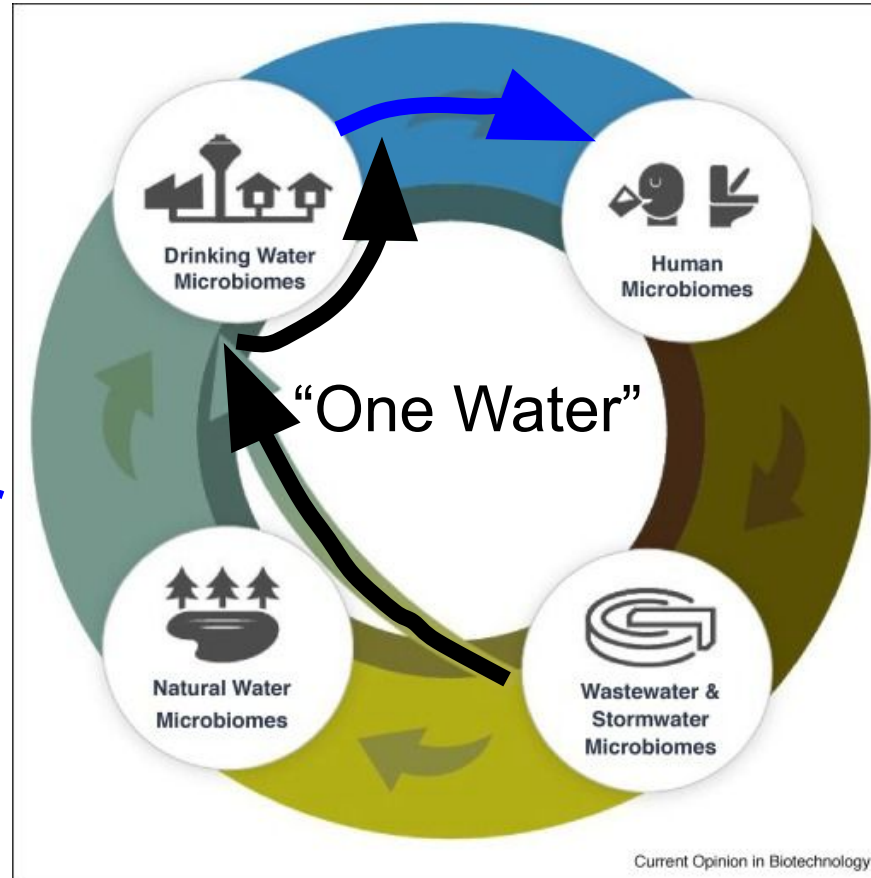 Drinking Water
Microbiomes
Human
Microbiomes
“One Water”
Natural Water
Microbiomes
Wastewater &
Stormwater
Microbiomes
Current Opinion in Biotechnology